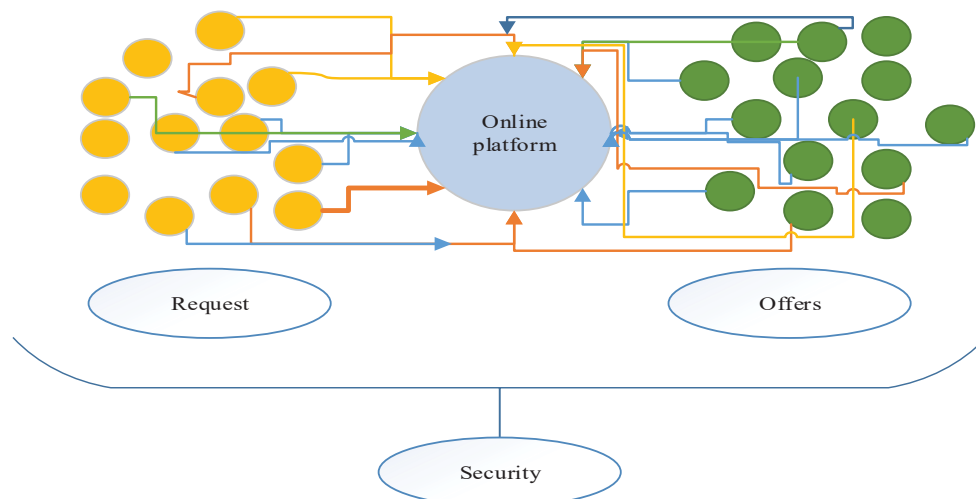 Online
platform
Request
Offers
Security